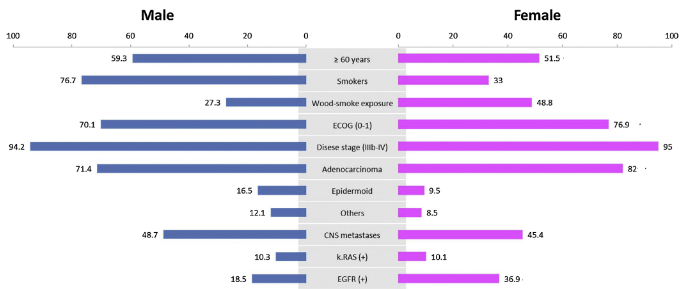 Male Female
100 80 60 40 20 0 0 20 40 60 80 100
59.3 ≥ 60 years 51.5
76.7 Smokers 33
27.3 Wood-smoke exposure 48.8
70.1 ECOG (0-1) 76.9
94.2 Disese stage (IIIb-IV) 95
71.4 Adenocarcinoma 82
16.5 Epidermoid 9.5
12.1 Others 8.5
48.7 CNS metastases 45.4
10.3 k.RAS (+) 10.1
18.5 EGFR (+) 36.9